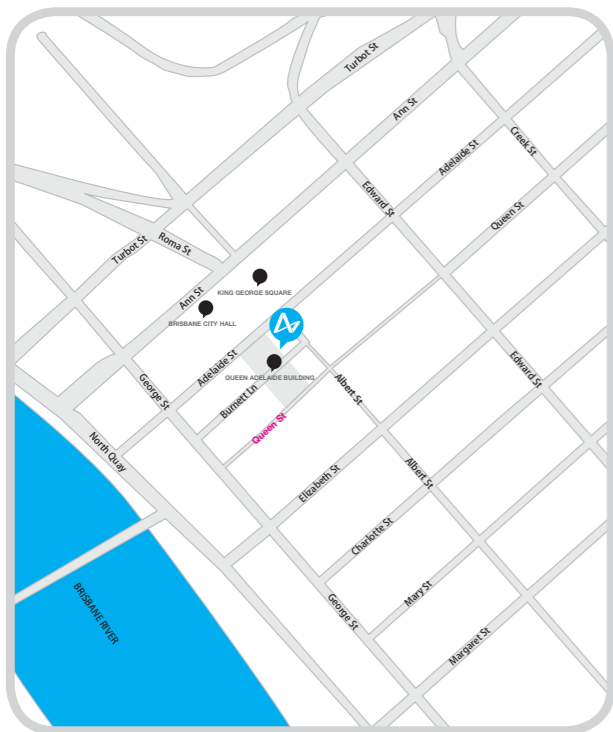 Turbot St
Ann St
Creek St
Adelaide St
Edward St
Queen St
Roma St
Turbot St
KING GEORGE SQUARE
Ann St
BRISBANE CITY HALL
Adelaide St
QUEEN ADELAIDE BUILDING
Edward St
Albert St
George St
Burnett Ln
Queen St
North Quay
Albert St
Elizabeth St
Charlotte St
BRISBANE RIVER
George St
Mary St
Margaret St